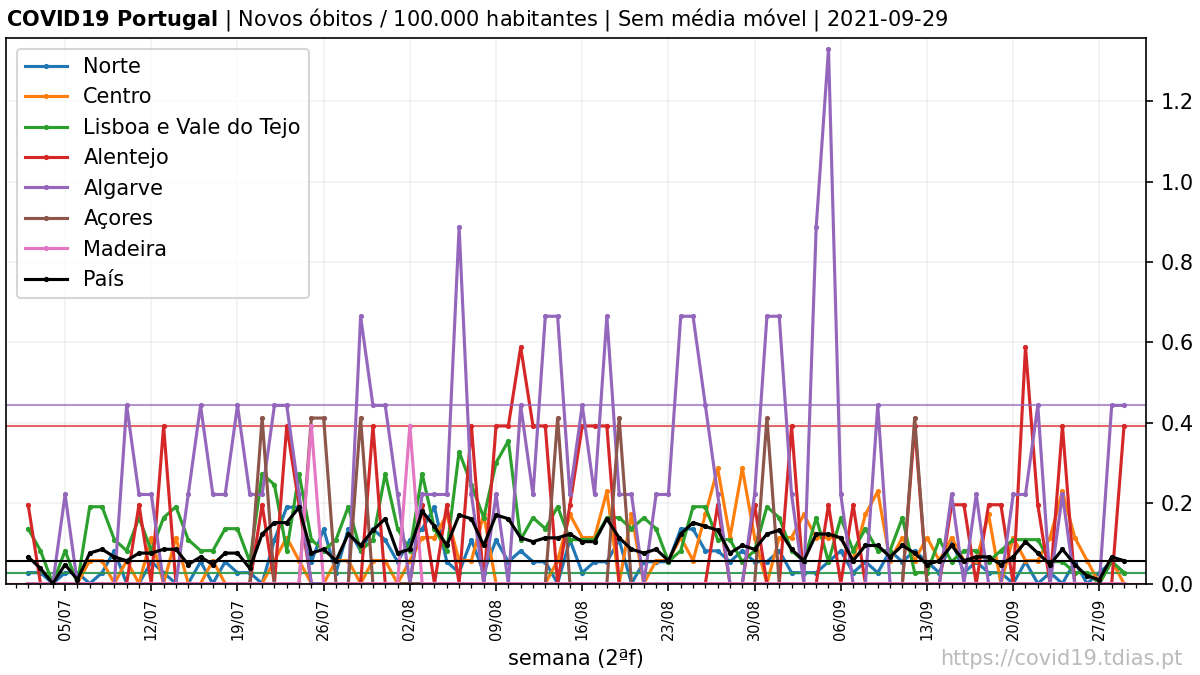 COVID19 Portugal | Novos óbitos / 100.000 habitantes | Sem média móvel | 2021-09-29
Norte
Centro
Lisboa e Vale do Tejo
Alentejo
Algarve
Açores
Madeira
País
1.2
1.0
0.8
0.6
0.4
0.2
0.0
05/07 12/07 19/07 26/07 02/08 09/08 16/08 23/08 30/08 06/09 13/09 20/09 27/09
semana (2ªf)
https://covid19.tdias.pt